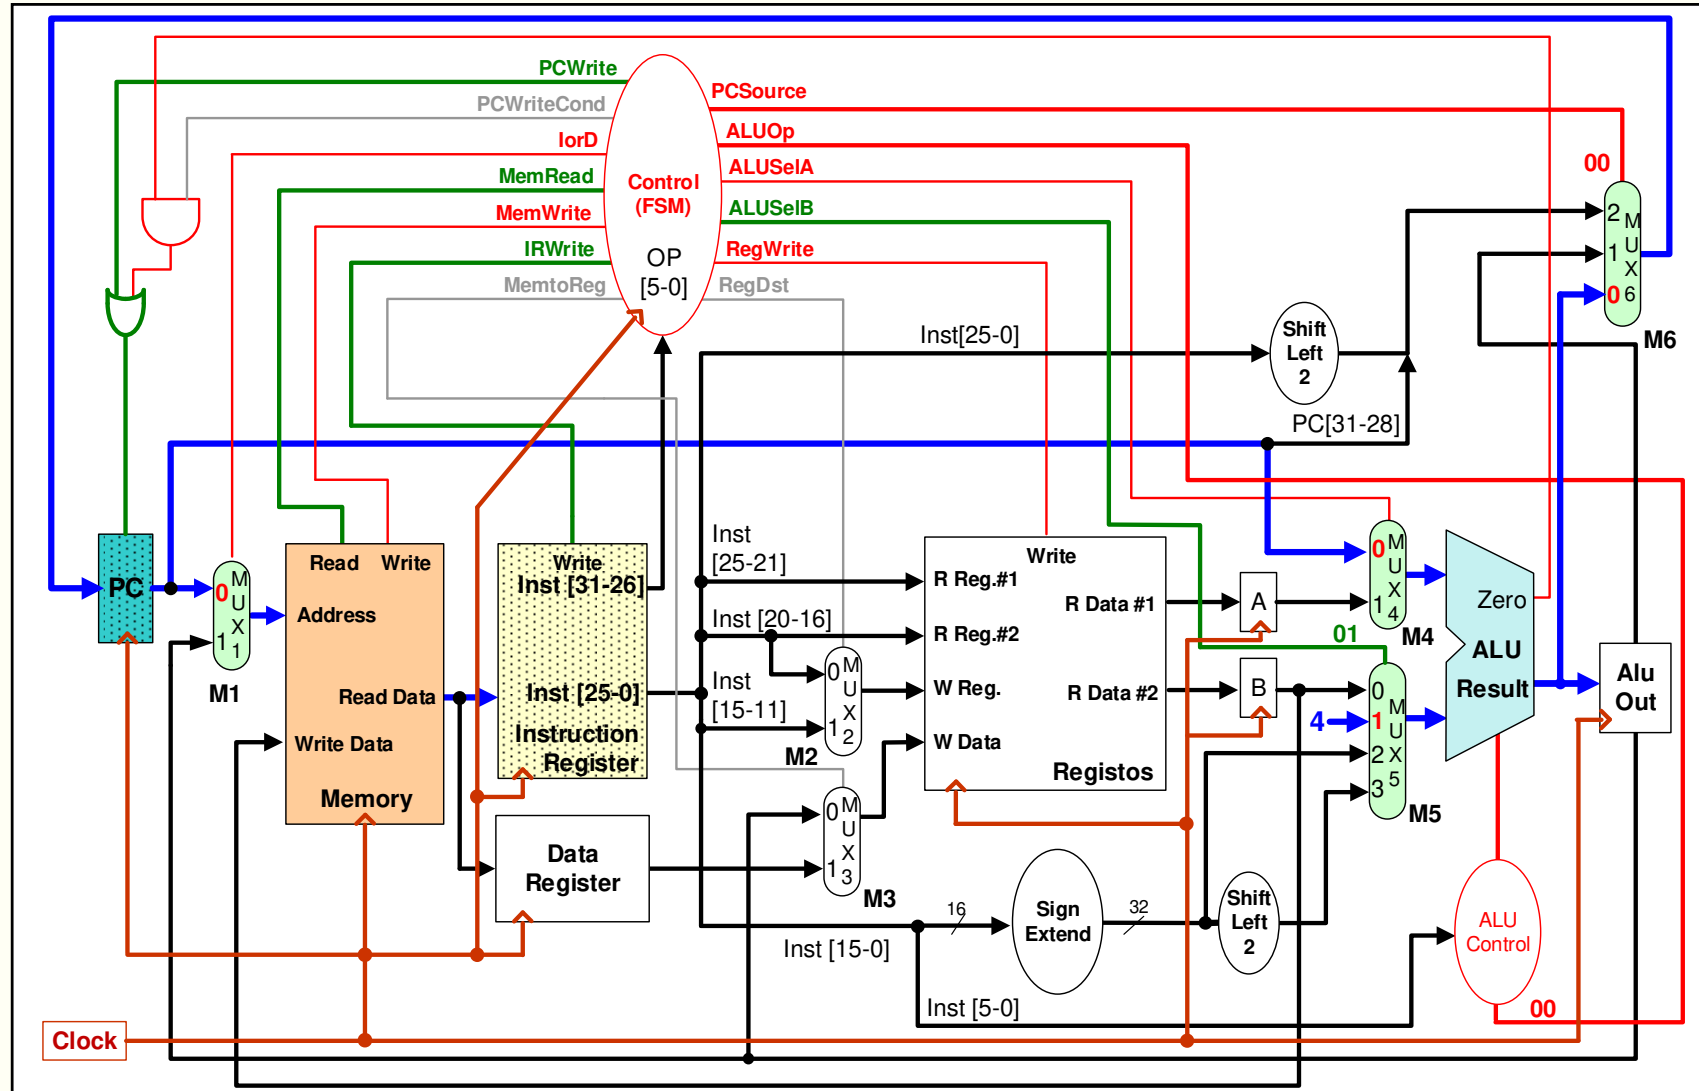 PCWrite
PCWriteCond
IorD
MemRead
MemWrite
IRWrite
MemtoReg
Control
(FSM)
OP
[5-0]
PCSource
ALUOp
ALUSelA
ALUSelB
RegWrite
RegDst
00
2
1
0
M
U
X
6
M6
Inst[25-0]
Shift
Left
2
PC[31-28]
PC
0
1
M
U
X
1
M1
Read
Write
Address
Read Data
Write Data
Memory
Write
Inst [31-26]
Inst [25-0]
Instruction
Register
Data
Register
Inst
[25-21]
Inst [20-16]
Inst
[15-11]
0
1
M
U
X
2
M2
0
1
M
U
X
3
M3
Write
R Reg.#1
R Reg.#2
W Reg.
W Data
R Data #1
R Data #2
Registos
A
B
0
1
M
U
X
4
M4
01
4
0
1
2
3
M
U
X
5
M5
Zero
ALU
Result
Alu
Out
Inst [15-0]
16
Sign
Extend
32
Shift
Left
2
ALU
Control
Inst [5-0]
00
Clock